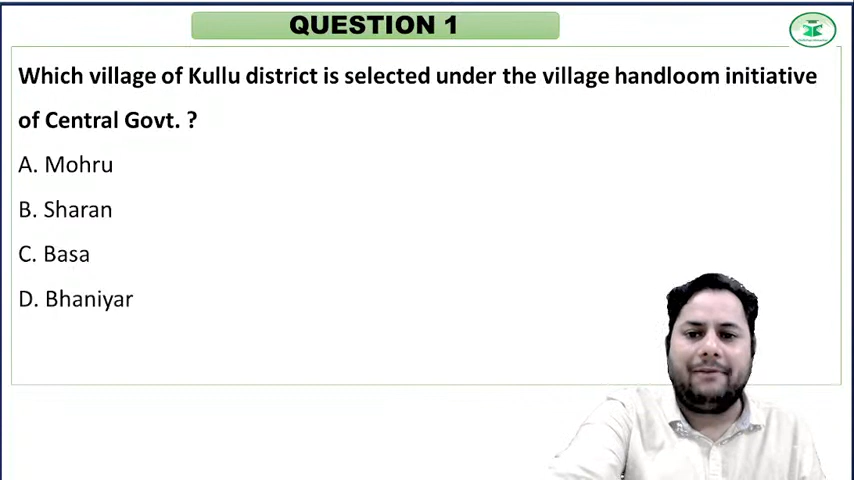 QUESTION 1
Which village of Kullu district is selected under the village handloom initiative
of Central Govt. ?
A. Mohru
B. Sharan
C. Basa
D. Bhaniyar